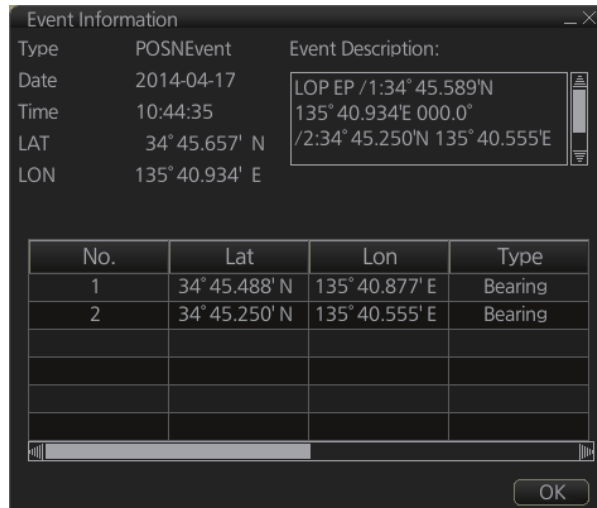 Event Information
Type POSNEvent Event Description:
Date 2014-04-17
LOP EP /1:34°45.589'N
Time 10:44:35
135°40.934'E 000.0°
LAT 34°45.657' N
/2:34°45.250'N 135°40.555'E
LON 135°40.934' E
No. Lat Lon Type
1 34°45.488' N 135°40.877' E Bearing
2 34°45.250' N 135°40.555' E Bearing
OK